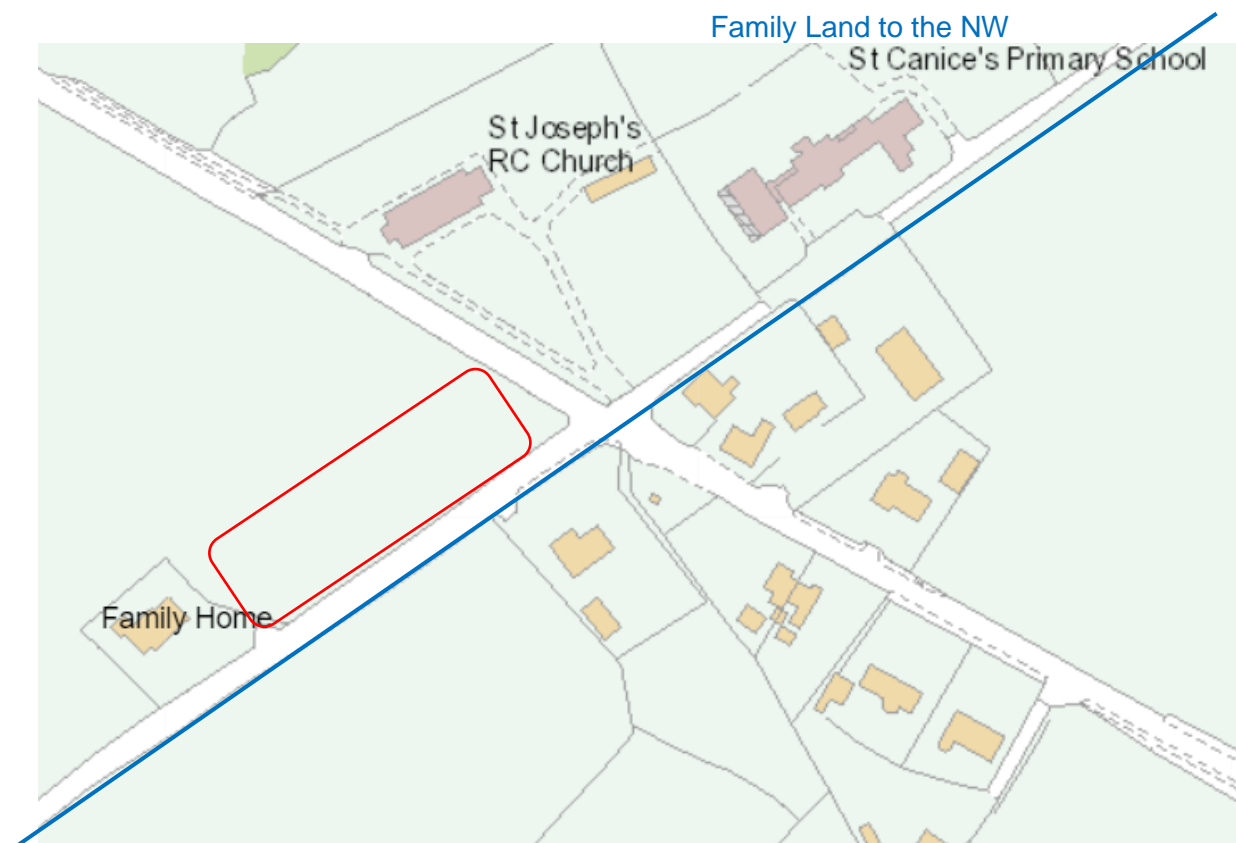 Family Land to the NW
St Canice's Primary School
St Joseph's
RC Church
Family Home